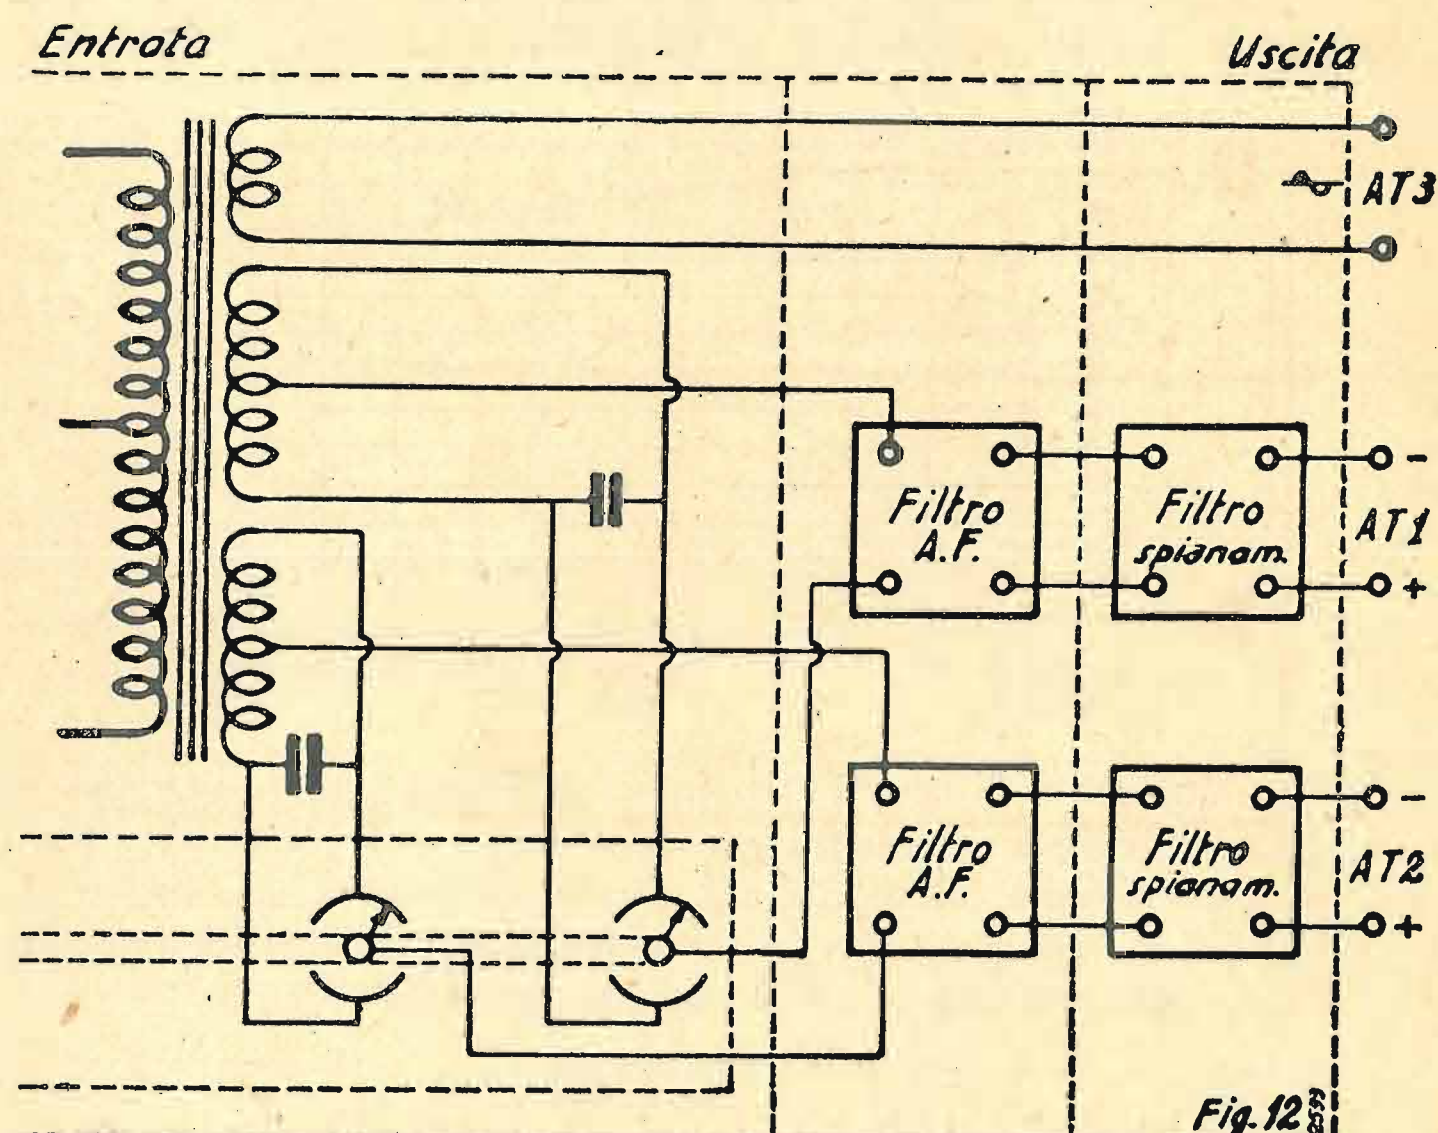 Entrata
Uscita
AT3
Filtro
A.F.
Filtro
spianam.
-
AT1
+
Filtro
A.F.
Filtro
spianam.
-
AT2
+
Fig. 12